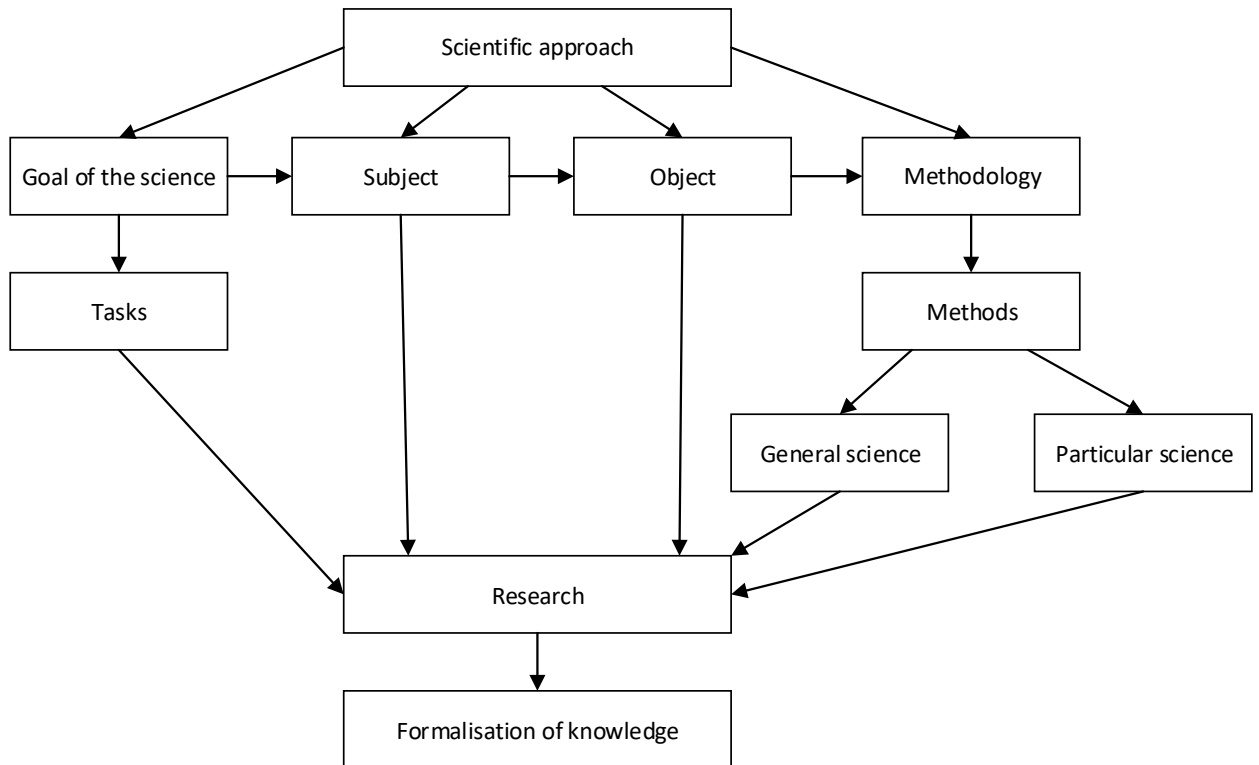 Scientific approach
Goal of the science
Subject
Object
Methodology
Tasks
Methods
General science
Particular science
Research
Formalisation of knowledge